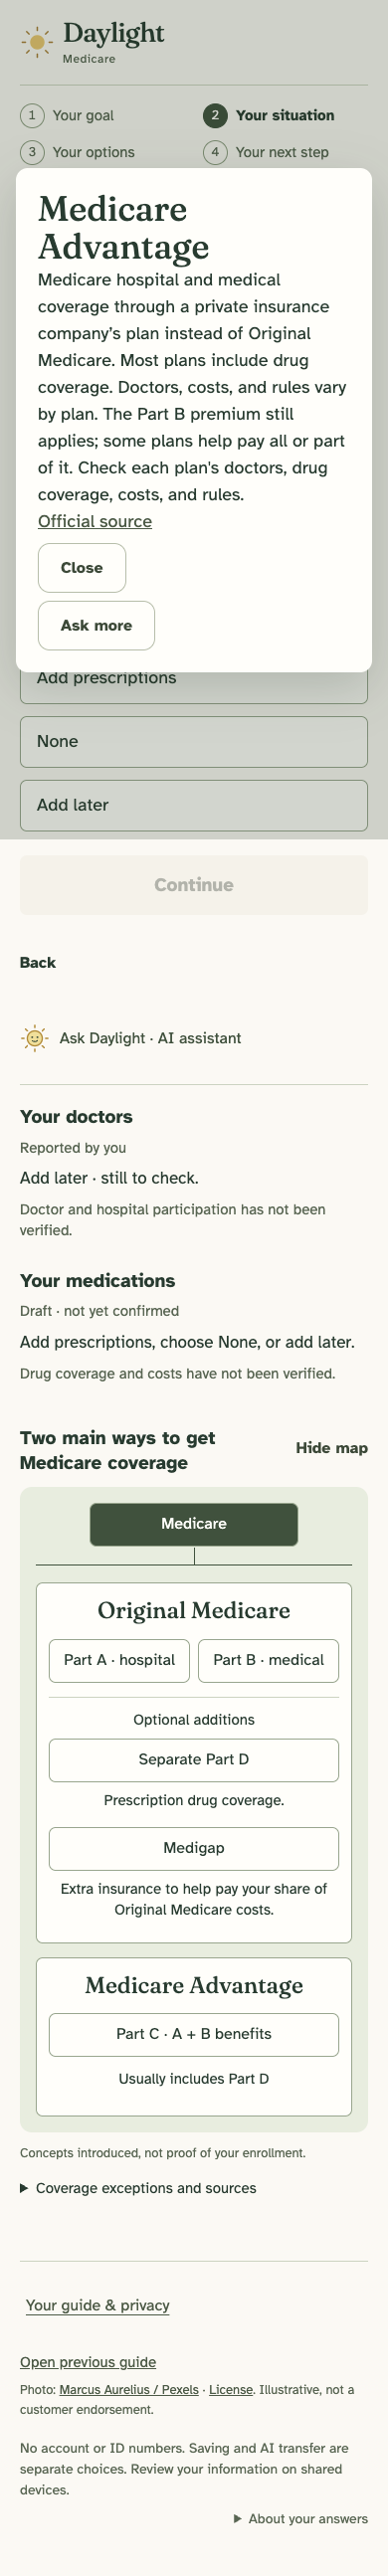 Daylight
Medicare
1 Your goal
2 Your situation
3 Your options
4 Your next step
Medicare
Advantage
Medicare hospital and medical
coverage through a private insurance
company’s plan instead of Original
Medicare. Most plans include drug
coverage. Doctors, costs, and rules vary
by plan. The Part B premium still
applies; some plans help pay all or part
of it. Check each plan's doctors, drug
coverage, costs, and rules.
Official source
Close
Ask more
Add prescriptions
None
Add later
Continue
Back
Ask Daylight · AI assistant
Your doctors
Reported by you
Add later · still to check.
Doctor and hospital participation has not been
verified.
Your medications
Draft · not yet confirmed
Add prescriptions, choose None, or add later.
Drug coverage and costs have not been verified.
Two main ways to get
Medicare coverage
Hide map
Medicare
Original Medicare
Part A · hospital
Part B · medical
Optional additions
Separate Part D
Prescription drug coverage.
Medigap
Extra insurance to help pay your share of
Original Medicare costs.
Medicare Advantage
Part C · A + B benefits
Usually includes Part D
Concepts introduced, not proof of your enrollment.
▶ Coverage exceptions and sources
Your guide & privacy
Open previous guide
Photo: Marcus Aurelius / Pexels · License. Illustrative, not a
customer endorsement.
No account or ID numbers. Saving and AI transfer are
separate choices. Review your information on shared
devices.
▶ About your answers